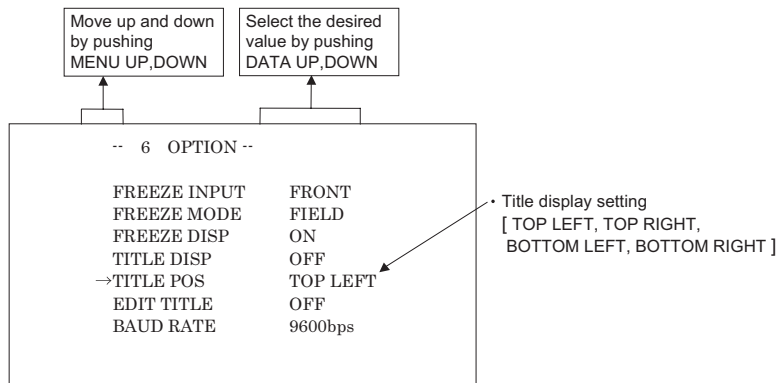 Move up and down
by pushing
MENU UP,DOWN
Select the desired
value by pushing
DATA UP,DOWN
-- 6 OPTION --
FREEZE INPUT FRONT
FREEZE MODE FIELD
FREEZE DISP ON
TITLE DISP OFF
→TITLE POS TOP LEFT
EDIT TITLE OFF
BAUD RATE 9600bps
・Title display setting
[ TOP LEFT, TOP RIGHT,
BOTTOM LEFT, BOTTOM RIGHT ]